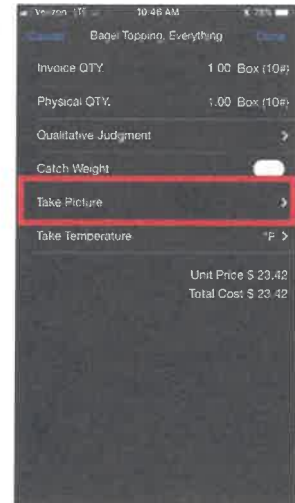 Verizon LTE 10:46 AM
Cancel Bagel Topping, Everything Done
Invoice QTY. 1.00 Box (10#)
Physical QTY. 1.00 Box (10#)
Qualitative Judgment
Catch Weight
Take Picture
Take Temperature °F
Unit Price $ 23.42
Total Cost $ 23.42